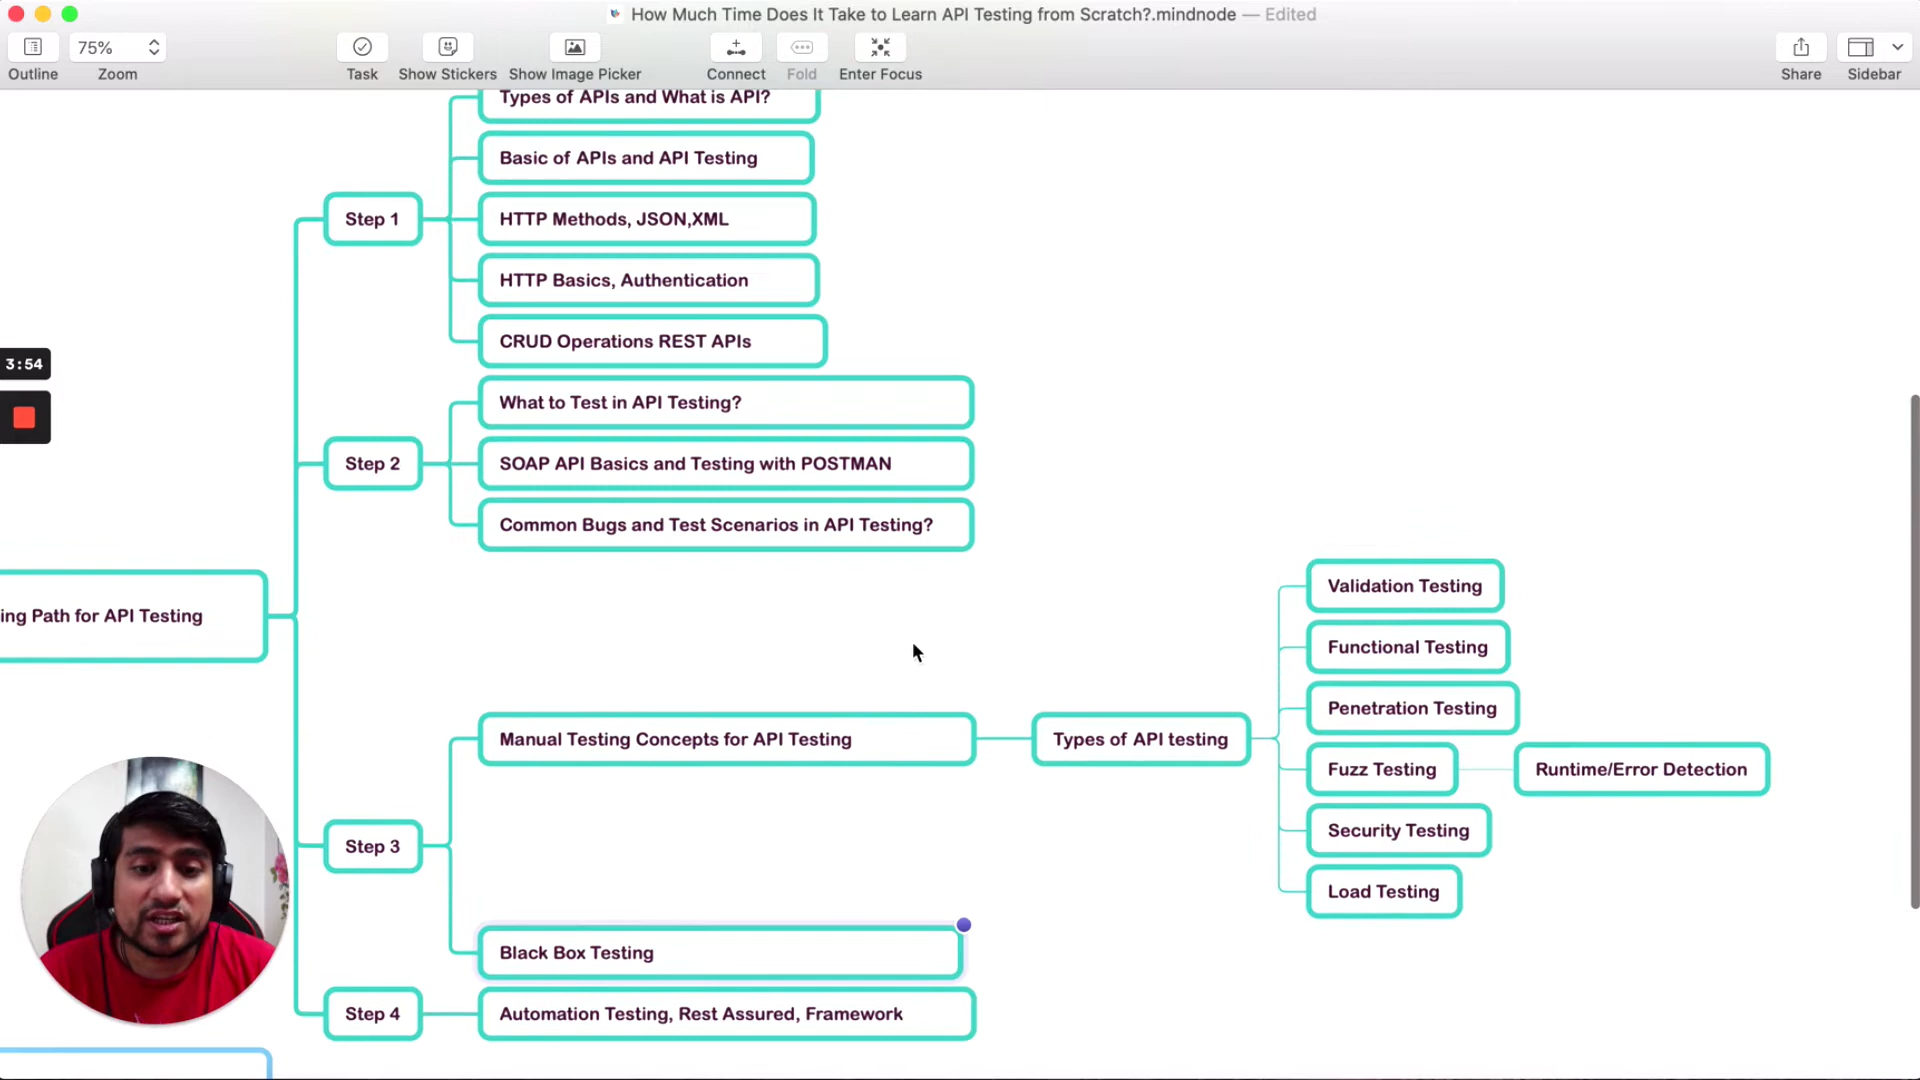 How Much Time Does It Take to Learn API Testing from Scratch?.mindnode — Edited
75%
Outline
Zoom
Task
Show Stickers
Show Image Picker
Connect
Fold
Enter Focus
Share
Sidebar
Types of APIs and What is API?
Basic of APIs and API Testing
Step 1
HTTP Methods, JSON,XML
HTTP Basics, Authentication
CRUD Operations REST APIs
3:54
What to Test in API Testing?
Step 2
SOAP API Basics and Testing with POSTMAN
Common Bugs and Test Scenarios in API Testing?
ing Path for API Testing
Validation Testing
Functional Testing
Penetration Testing
Manual Testing Concepts for API Testing
Types of API testing
Fuzz Testing
Runtime/Error Detection
Security Testing
Step 3
Load Testing
Black Box Testing
Step 4
Automation Testing, Rest Assured, Framework